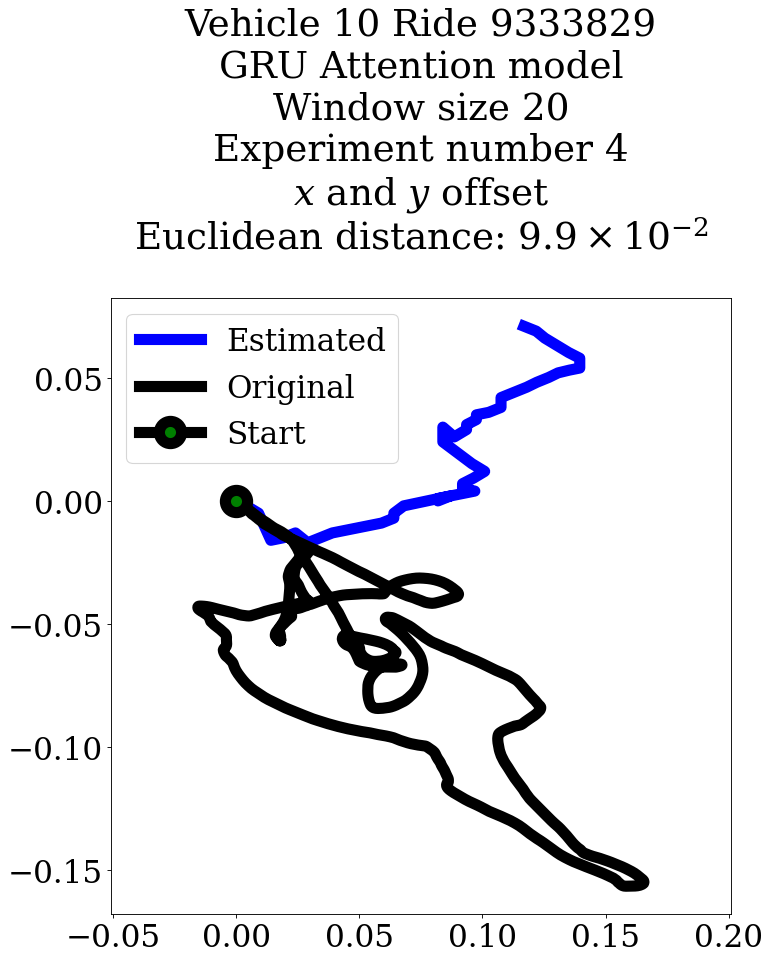 Vehicle 10 Ride 9333829
GRU Attention model
Window size 20
Experiment number 4
x and y offset
Euclidean distance: 9.9 × 10⁻²
Estimated
Original
Start
0.05
0.00
−0.05
−0.10
−0.15
−0.05 0.00 0.05 0.10 0.15 0.20